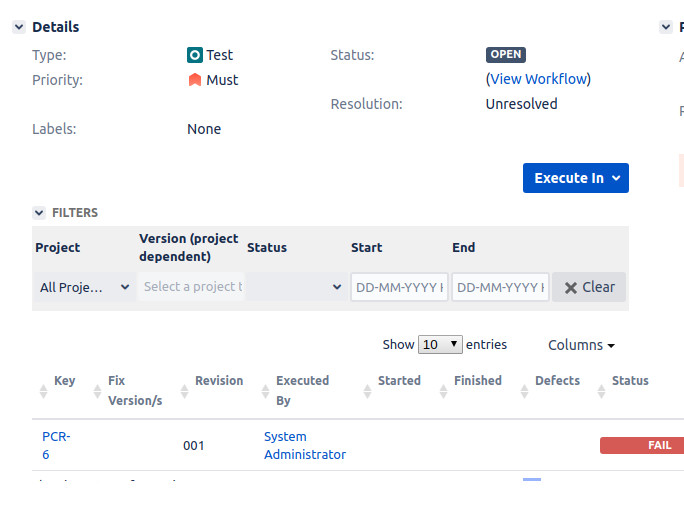 Details
Type: Test Status: OPEN
Priority: Must (View Workflow)
Resolution: Unresolved
Labels: None
Execute In
FILTERS
Project Version (project dependent) Status Start End
All Proje... Select a project t DD-MM-YYYY DD-MM-YYYY Clear
Show 10 entries Columns
Key Fix Version/s Revision Executed By Started Finished Defects Status
PCR-6 001 System Administrator FAIL